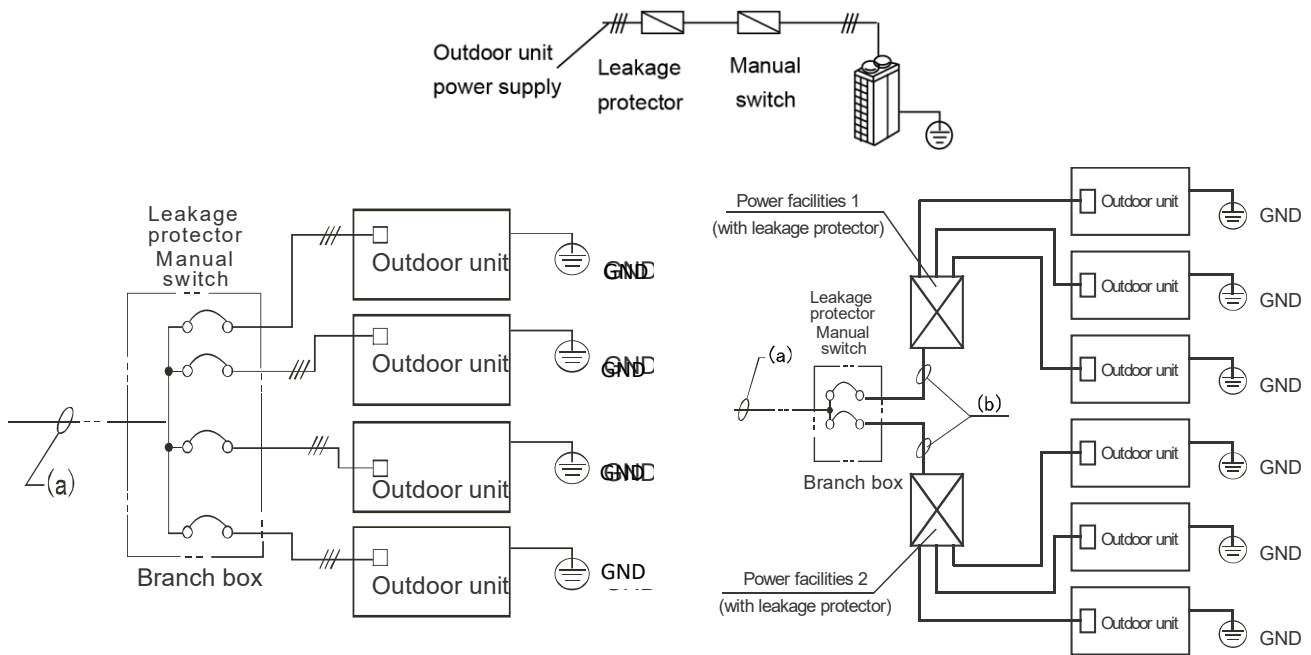 Outdoor unit
power supply
Leakage
protector
Manual
switch
Leakage
protector
Manual
switch
Outdoor unit
GND
Outdoor unit
GND
Outdoor unit
GND
Outdoor unit
GND
(a)
Branch box
Power facilities 1
(with leakage protector)
Leakage
protector
Manual
switch
(a)
(b)
Branch box
Power facilities 2
(with leakage protector)
Outdoor unit
GND
Outdoor unit
GND
Outdoor unit
GND
Outdoor unit
GND
Outdoor unit
GND
Outdoor unit
GND